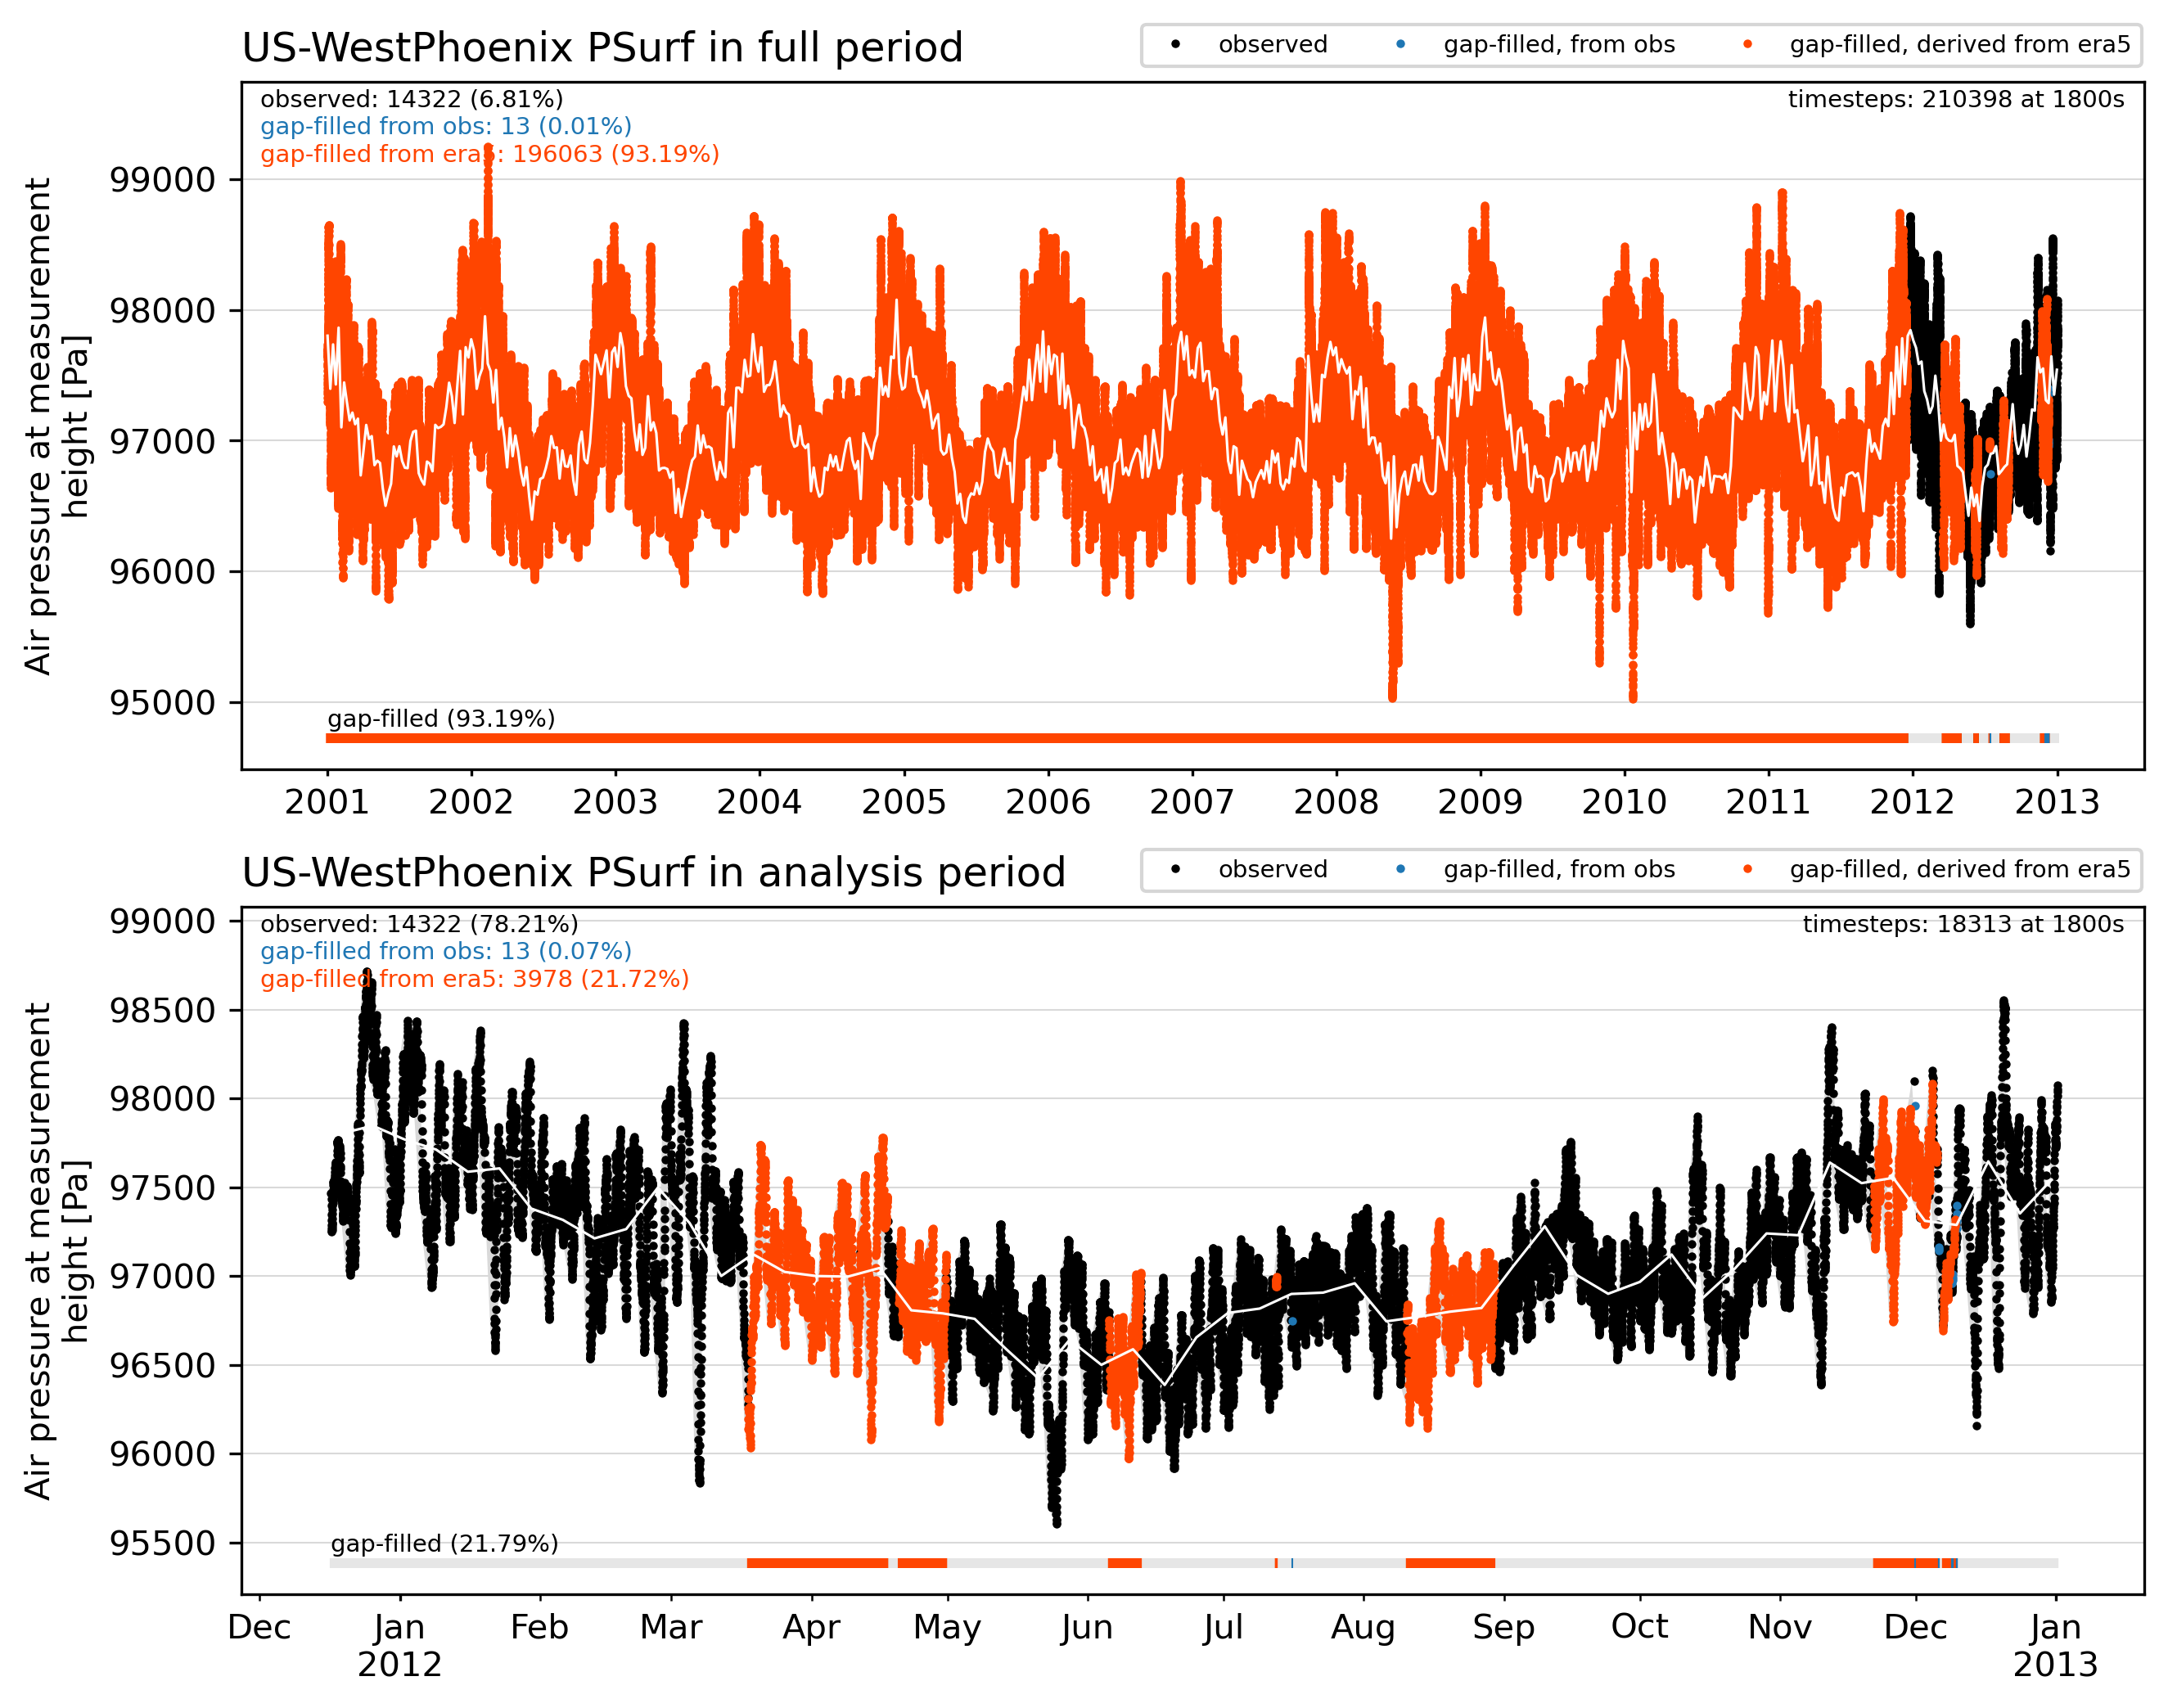 US-WestPhoenix PSurf in full period
observed
gap-filled, from obs
gap-filled, derived from era5
observed: 14322 (6.81%)
timesteps: 210398 at 1800s
gap-filled from obs: 13 (0.01%)
gap-filled from era5: 196063 (93.19%)
Air pressure at measurement
height [Pa]
99000
98000
97000
96000
95000
gap-filled (93.19%)
2001 2002 2003 2004 2005 2006 2007 2008 2009 2010 2011 2012 2013
US-WestPhoenix PSurf in analysis period
observed
gap-filled, from obs
gap-filled, derived from era5
observed: 14322 (78.21%)
timesteps: 18313 at 1800s
gap-filled from obs: 13 (0.07%)
gap-filled from era5: 3978 (21.72%)
Air pressure at measurement
height [Pa]
99000
98500
98000
97500
97000
96500
96000
95500
gap-filled (21.79%)
Dec Jan Feb Mar Apr May Jun Jul Aug Sep Oct Nov Dec Jan
2012 2013